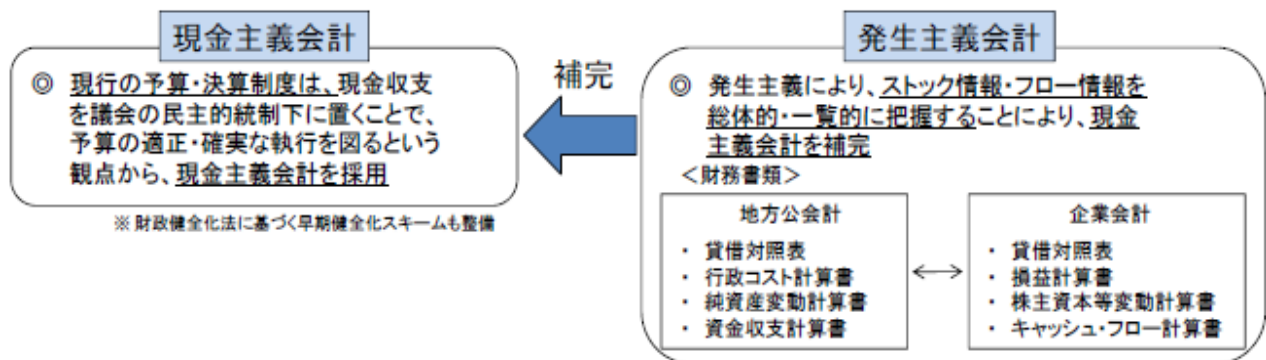 現金主義会計
◎ 現行の予算・決算制度は、現金収支
を議会の民主的統制下に置くことで、
予算の適正・確実な執行を図るという
観点から、現金主義会計を採用
※ 財政健全化法に基づく早期健全化スキームも整備
補完
発生主義会計
◎ 発生主義により、ストック情報・フロー情報を
総体的・一覧的に把握することにより、現金
主義会計を補完
＜財務書類＞
地方公会計
・ 貸借対照表
・ 行政コスト計算書
・ 純資産変動計算書
・ 資金収支計算書
企業会計
・ 貸借対照表
・ 損益計算書
・ 株主資本等変動計算書
・ キャッシュ・フロー計算書